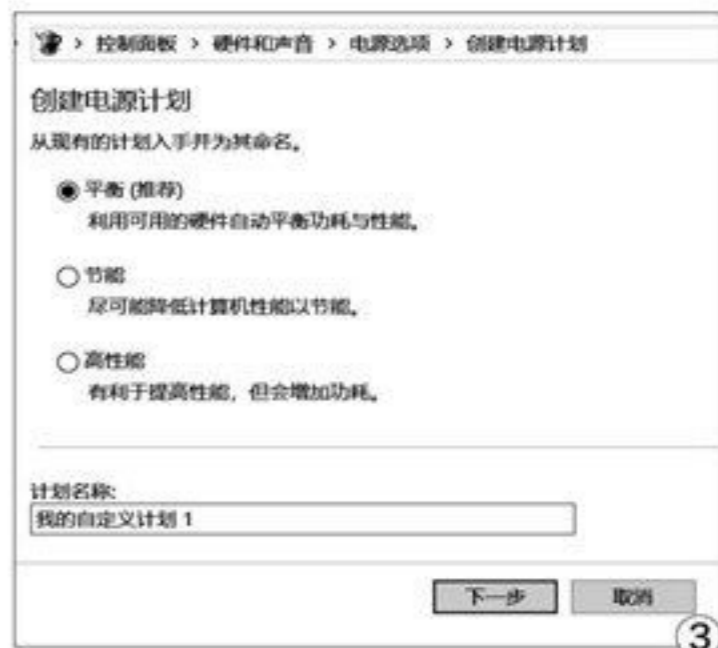 > 控制面板 > 硬件和声音 > 电源选项 > 创建电源计划
创建电源计划
从现有的计划入手并为其命名。
平衡 (推荐)
利用可用的硬件自动平衡功耗与性能。
节能
尽可能降低计算机性能以节能。
高性能
有利于提高性能，但会增加功耗。
计划名称:
我的自定义计划 1
下一步 取消
③